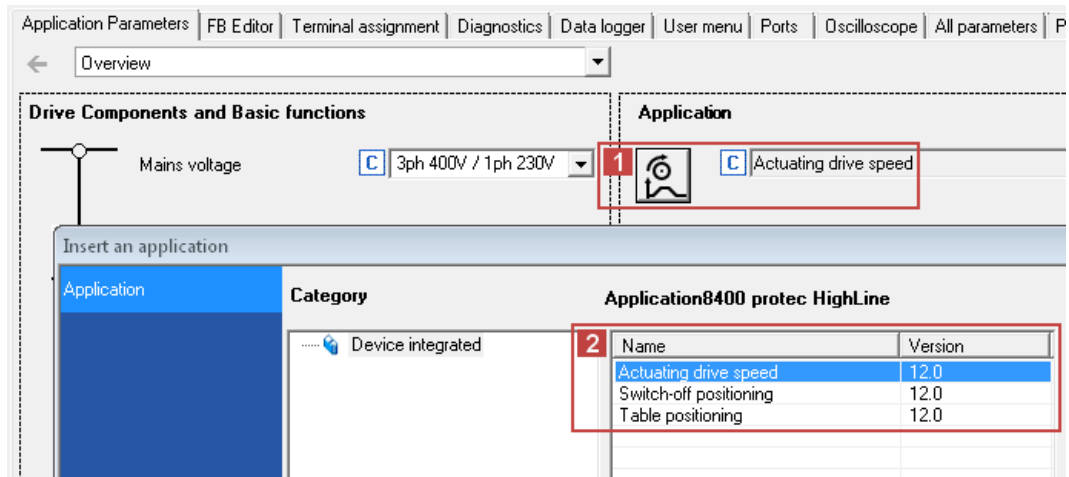 Application Parameters FB Editor Terminal assignment Diagnostics Data logger User menu Ports Oscilloscope All parameters P
Overview
Drive Components and Basic functions
Application
Mains voltage C 3ph 400V / 1ph 230V
1 C Actuating drive speed
Insert an application
Application
Category
Application8400 protec HighLine
Device integrated
2 Name Version
Actuating drive speed 12.0
Switch-off positioning 12.0
Table positioning 12.0